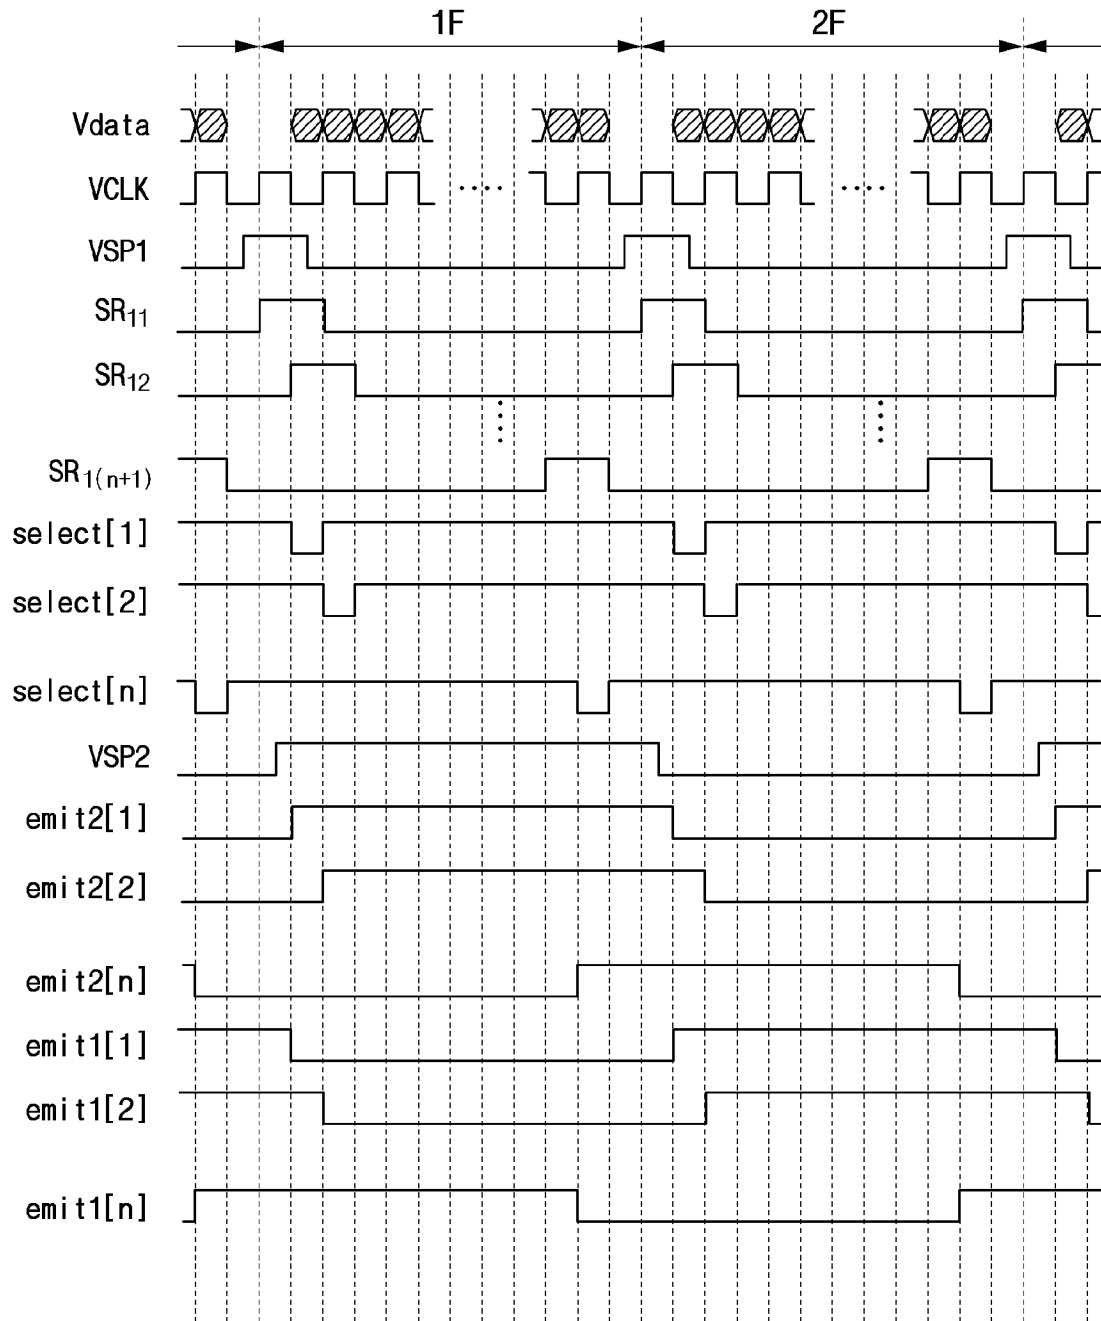 1F 2F
Vdata
VCLK
VSP1
SR11
SR12
SR1(n+1)
select[1]
select[2]
select[n]
VSP2
emit2[1]
emit2[2]
emit2[n]
emit1[1]
emit1[2]
emit1[n]